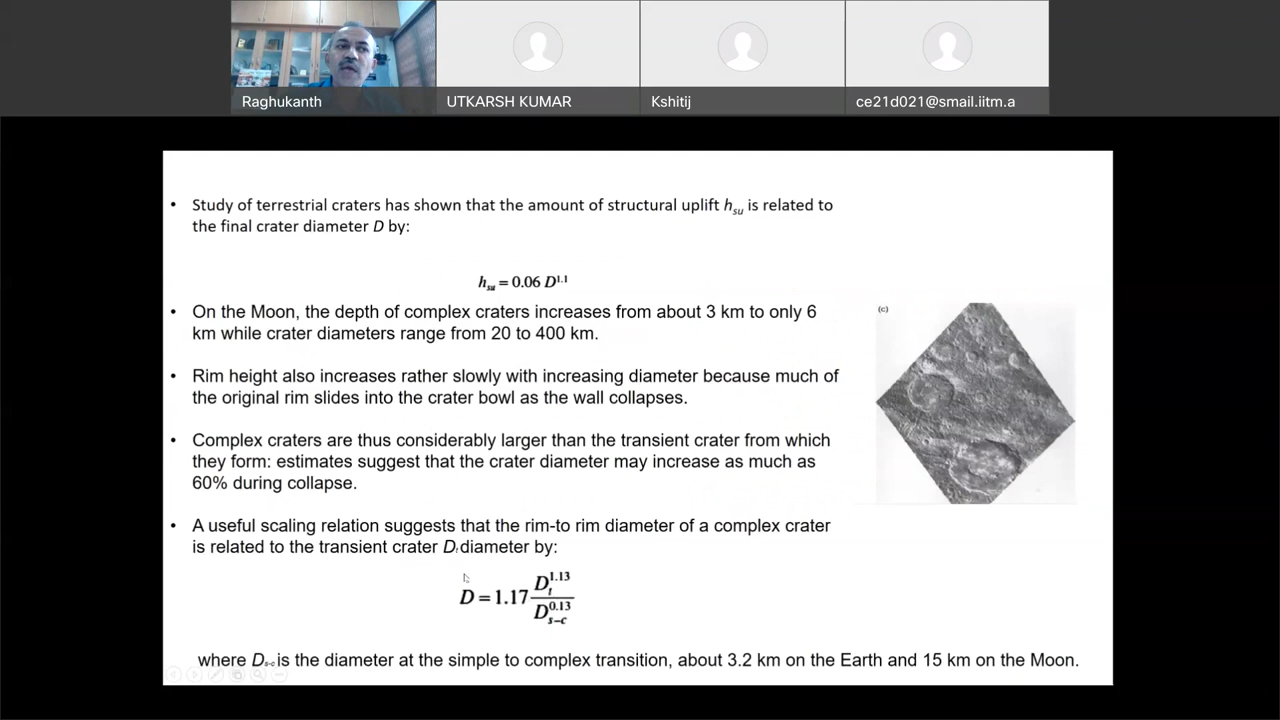 Raghukanth
UTKARSH KUMAR
Kshitij
ce21d021@smail.iitm.a
• Study of terrestrial craters has shown that the amount of structural uplift hsu is related to
the final crater diameter D by:
hsu = 0.06 D^1.1
• On the Moon, the depth of complex craters increases from about 3 km to only 6
km while crater diameters range from 20 to 400 km.
(c)
• Rim height also increases rather slowly with increasing diameter because much of
the original rim slides into the crater bowl as the wall collapses.
• Complex craters are thus considerably larger than the transient crater from which
they form: estimates suggest that the crater diameter may increase as much as
60% during collapse.
• A useful scaling relation suggests that the rim-to rim diameter of a complex crater
is related to the transient crater Dt diameter by:
D = 1.17 D_t^1.13 / D_s-c^0.13
where Ds-c is the diameter at the simple to complex transition, about 3.2 km on the Earth and 15 km on the Moon.